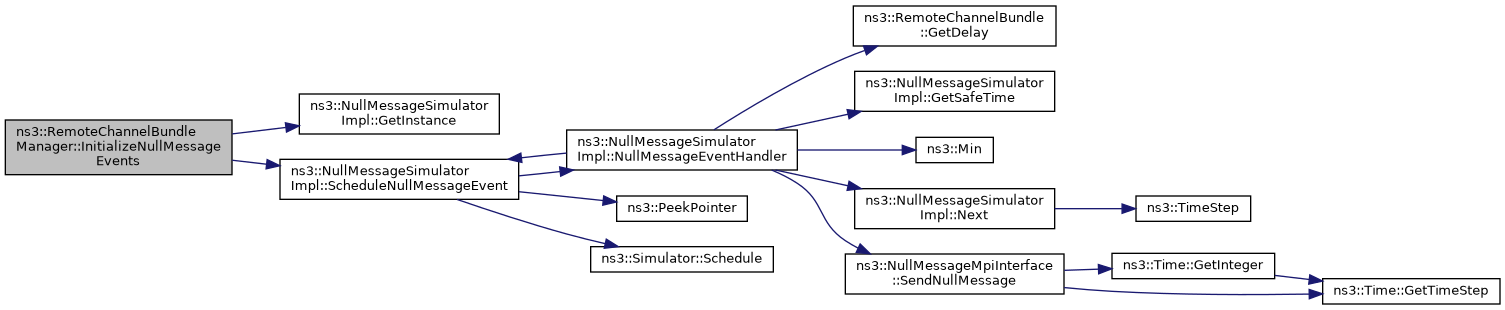 ns3::RemoteChannelBundle
Manager::InitializeNullMessage
Events
ns3::NullMessageSimulator
Impl::GetInstance
ns3::NullMessageSimulator
Impl::ScheduleNullMessageEvent
ns3::NullMessageSimulator
Impl::NullMessageEventHandler
ns3::PeekPointer
ns3::Simulator::Schedule
ns3::RemoteChannelBundle
::GetDelay
ns3::NullMessageSimulator
Impl::GetSafeTime
ns3::Min
ns3::NullMessageSimulator
Impl::Next
ns3::NullMessageMpiInterface
::SendNullMessage
ns3::TimeStep
ns3::Time::GetInteger
ns3::Time::GetTimeStep